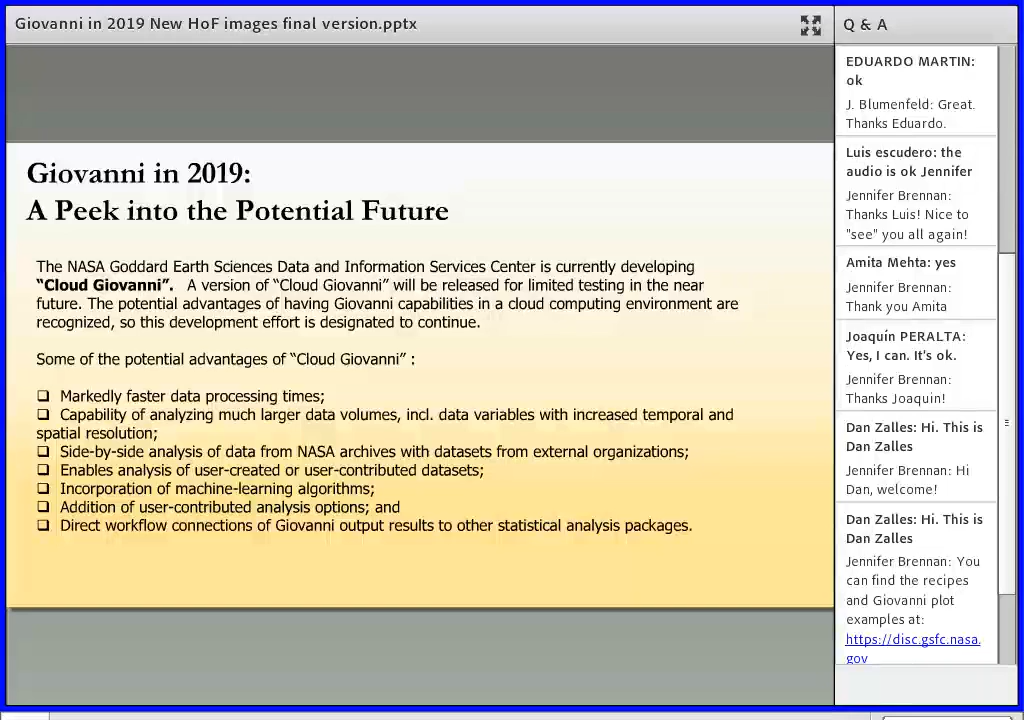 Giovanni in 2019 New HoF images final version.pptx
Giovanni in 2019:
A Peek into the Potential Future
The NASA Goddard Earth Sciences Data and Information Services Center is currently developing
“Cloud Giovanni”. A version of “Cloud Giovanni” will be released for limited testing in the near
future. The potential advantages of having Giovanni capabilities in a cloud computing environment are
recognized, so this development effort is designated to continue.
Some of the potential advantages of “Cloud Giovanni” :
❑ Markedly faster data processing times;
❑ Capability of analyzing much larger data volumes, incl. data variables with increased temporal and
spatial resolution;
❑ Side-by-side analysis of data from NASA archives with datasets from external organizations;
❑ Enables analysis of user-created or user-contributed datasets;
❑ Incorporation of machine-learning algorithms;
❑ Addition of user-contributed analysis options; and
❑ Direct workflow connections of Giovanni output results to other statistical analysis packages.
Q & A
EDUARDO MARTIN:
ok
J. Blumenfeld: Great.
Thanks Eduardo.
Luis escudero: the
audio is ok Jennifer
Jennifer Brennan:
Thanks Luis! Nice to
"see" you all again!
Amita Mehta: yes
Jennifer Brennan:
Thank you Amita
Joaquín PERALTA:
Yes, I can. It's ok.
Jennifer Brennan:
Thanks Joaquin!
Dan Zalles: Hi. This is
Dan Zalles
Jennifer Brennan: Hi
Dan, welcome!
Dan Zalles: Hi. This is
Dan Zalles
Jennifer Brennan: You
can find the recipes
and Giovanni plot
examples at:
https://disc.gsfc.nasa.
gov